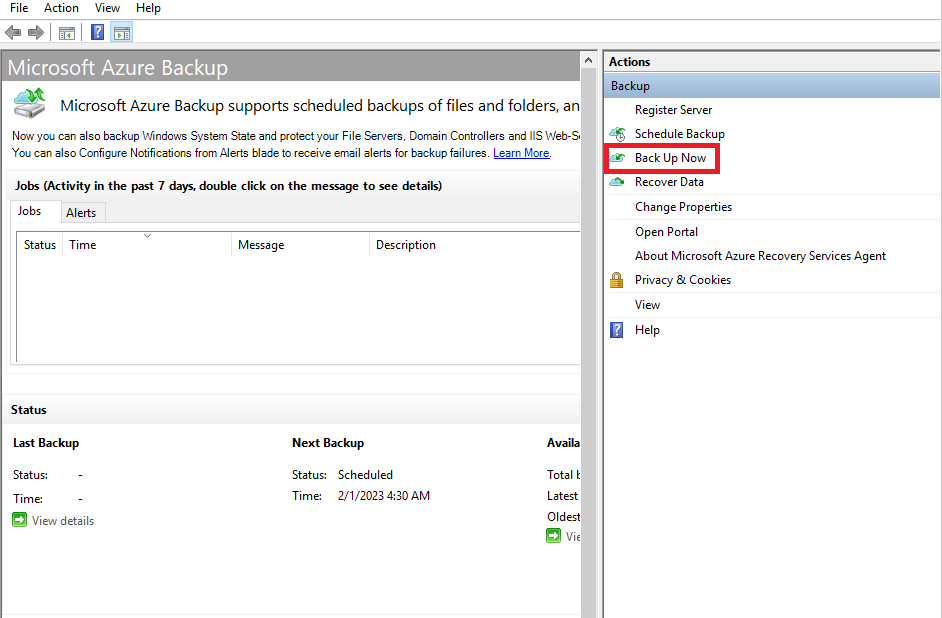 File Action View Help
Microsoft Azure Backup
Microsoft Azure Backup supports scheduled backups of files and folders, an
Now you can also backup Windows System State and protect your File Servers, Domain Controllers and IIS Web-S
You can also Configure Notifications from Alerts blade to receive email alerts for backup failures. Learn More.
Jobs (Activity in the past 7 days, double click on the message to see details)
Jobs Alerts
Status Time Message Description
Status
Last Backup
Status: -
Time: -
View details
Next Backup
Status: Scheduled
Time: 2/1/2023 4:30 AM
Availa
Total b
Latest
Oldest
Vie
Actions
Backup
Register Server
Schedule Backup
Back Up Now
Recover Data
Change Properties
Open Portal
About Microsoft Azure Recovery Services Agent
Privacy & Cookies
View
Help